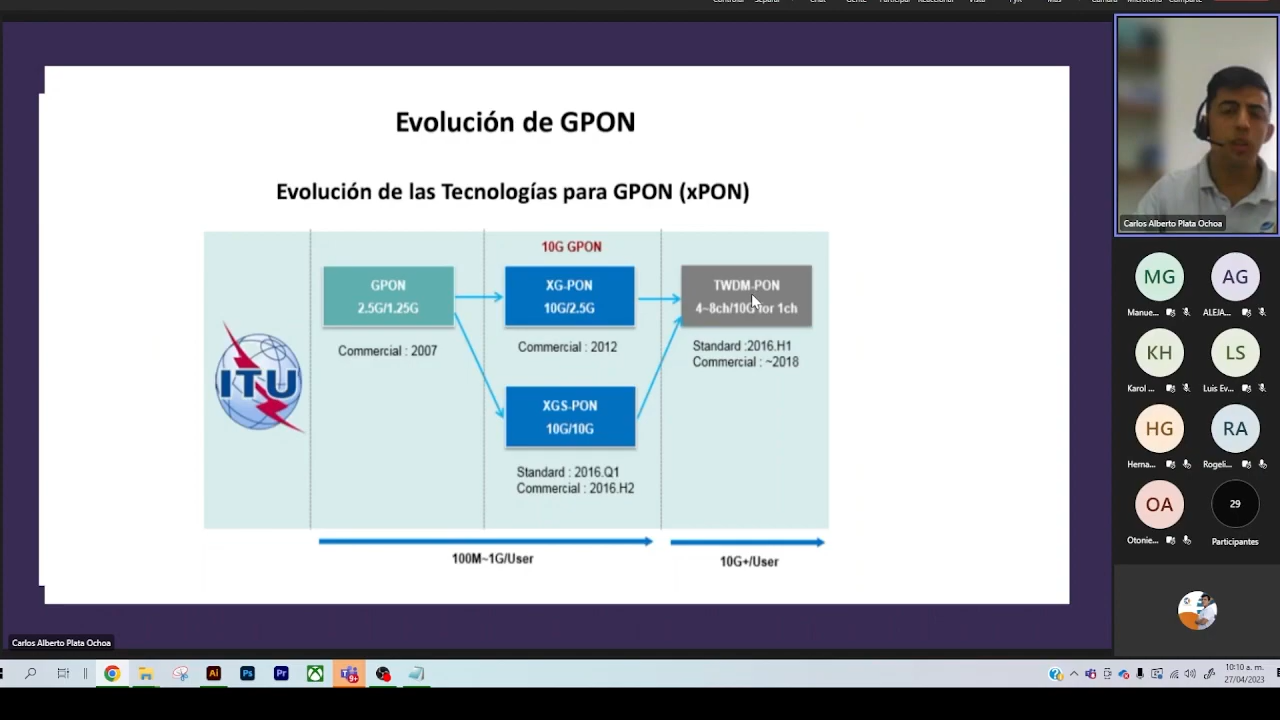 Evolución de GPON
Evolución de las Tecnologías para GPON (xPON)
10G GPON
GPON
2.5G/1.25G
Commercial : 2007
XG-PON
10G/2.5G
Commercial : 2012
XGS-PON
10G/10G
Standard : 2016.Q1
Commercial : 2016.H2
TWDM-PON
4~8ch/10G for 1ch
Standard :2016.H1
Commercial : ~2018
ITU
100M~1G/User
10G+/User
Carlos Alberto Plata Ochoa
Carlos Alberto Plata Ochoa
MG
AG
Manue...
ALEJA...
KH
LS
Karol ...
Luis Ev...
HG
RA
Herna...
Rogeli...
OA
29
Otonie...
Participantes
Ai
Ps
Pr
9+
10:10 a. m.
27/04/2023